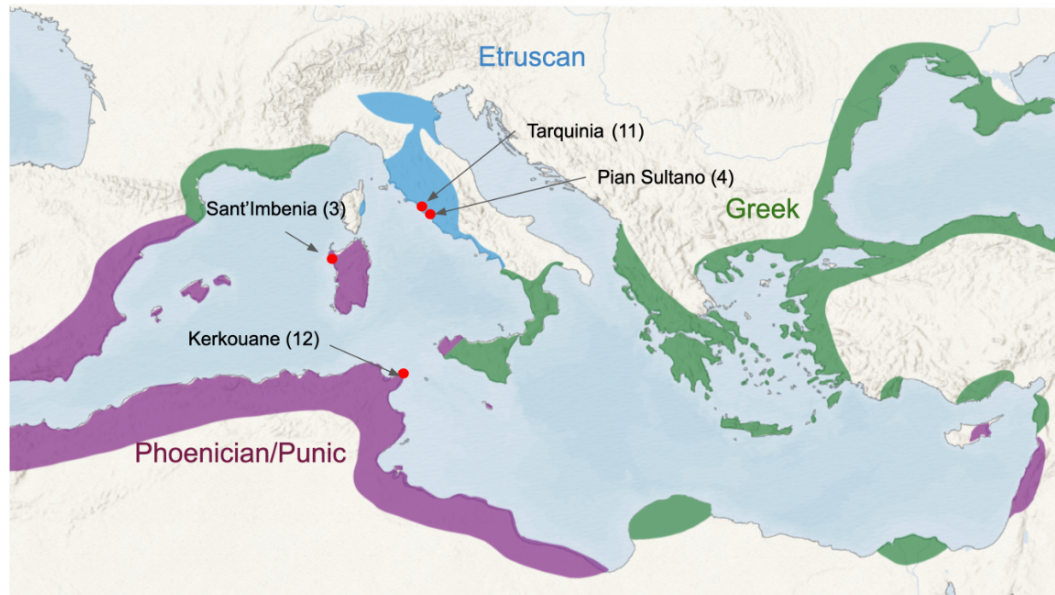 Etruscan
Tarquinia (11)
Pian Sultano (4)
Sant’Imbenia (3)
Greek
Kerkouane (12)
Phoenician/Punic